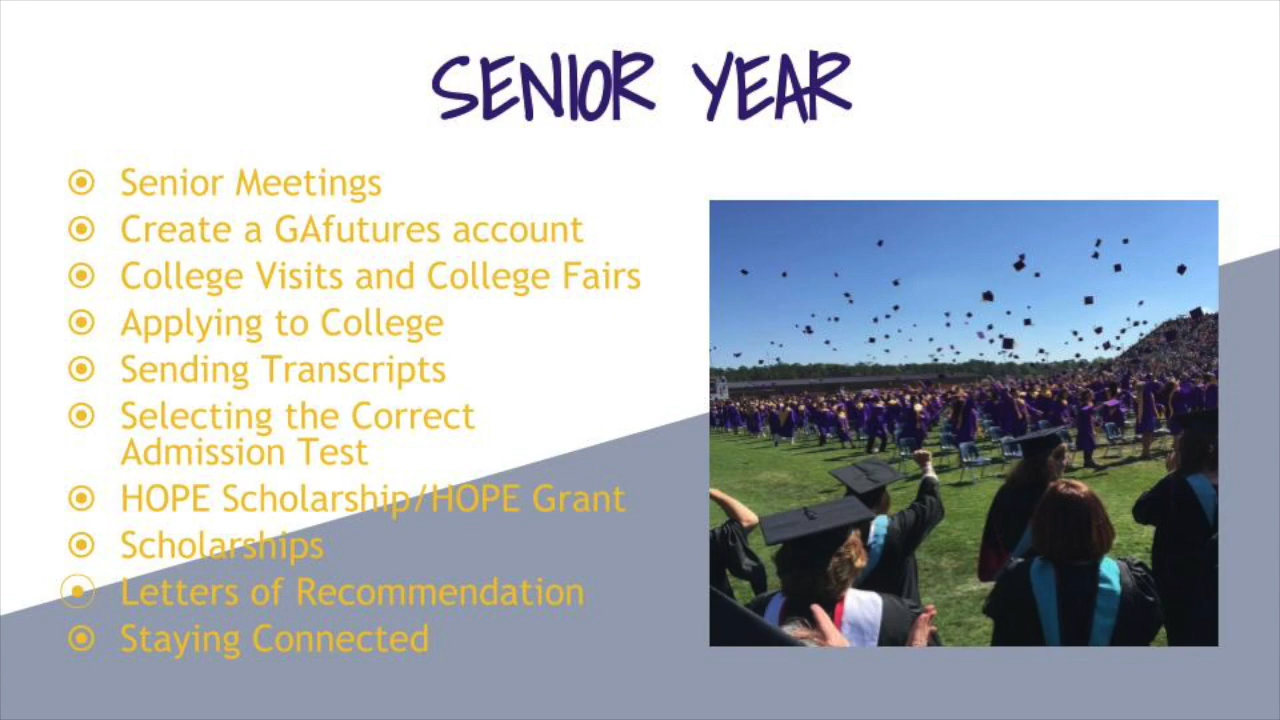 SENIOR YEAR
Senior Meetings
Create a GAfutures account
College Visits and College Fairs
Applying to College
Sending Transcripts
Selecting the Correct
Admission Test
HOPE Scholarship/HOPE Grant
Scholarships
Letters of Recommendation
Staying Connected